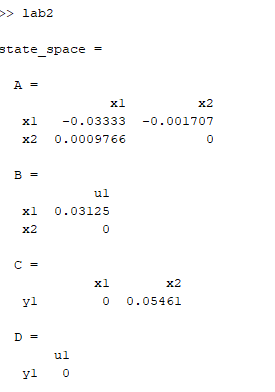 >> lab2
state_space =
A =
x1 x2
x1 -0.03333 -0.001707
x2 0.0009766 0
B =
u1
x1 0.03125
x2 0
C =
x1 x2
y1 0 0.05461
D =
u1
y1 0